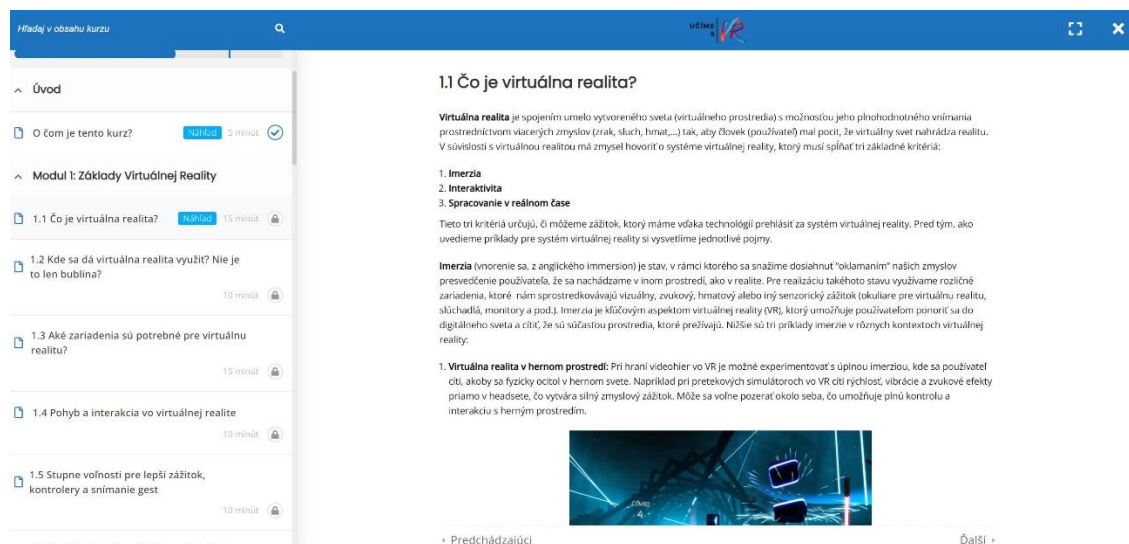 Hľadaj v obsahu kurzu
UČÍME
S VR
Úvod
O čom je tento kurz? Náhľad 5 minút
Modul 1: Základy Virtuálnej Reality
1.1 Čo je virtuálna realita? Náhľad 15 minút
1.2 Kde sa dá virtuálna realita využiť? Nie je
to len bublina?
10 minút
1.3 Aké zariadenia sú potrebné pre virtuálnu
realitu?
15 minút
1.4 Pohyb a interakcia vo virtuálnej realite
10 minút
1.5 Stupne voľnosti pre lepší zážitok,
kontrolery a snímanie gest
10 minút
1.1 Čo je virtuálna realita?
Virtuálna realita je spojením umelo vytvoreného sveta (virtuálneho prostredia) s možnosťou jeho plnohodnotného vnímania
prostredníctvom viacerých zmyslov (zrak, sluch, hmat,...) tak, aby človek (používateľ) mal pocit, že virtuálny svet nahrádza realitu.
V súvislosti s virtuálnou realitou má zmysel hovoriť o systéme virtuálnej reality, ktorý musí spĺňať tri základné kritériá:
1. Imerzia
2. Interaktivita
3. Spracovanie v reálnom čase
Tieto tri kritériá určujú, či môžeme zážitok, ktorý máme vďaka technológií prehlásiť za systém virtuálnej reality. Pred tým, ako
uvedieme príklady pre systém virtuálnej reality si vysvetlíme jednotlivé pojmy.
Imerzia (vnorenie sa, z anglického immersion) je stav, v rámci ktorého sa snažíme dosiahnuť "oklamaním" našich zmyslov
presvedčenie používateľa, že sa nachádzame v inom prostredí, ako v realite. Pre realizáciu takéhoto stavu využívame rozličné
zariadenia, ktoré nám sprostredkovávajú vizuálny, zvukový, hmatový alebo iný senzorický zážitok (okuliare pre virtuálnu realitu,
slúchadlá, monitory a pod.). Imerzia je kľúčovým aspektom virtuálnej reality (VR), ktorý umožňuje používateľom ponoriť sa do
digitálneho sveta a cítiť, že sú súčasťou prostredia, ktoré prežívajú. Nižšie sú tri príklady imerzie v rôznych kontextoch virtuálnej
reality:
1. Virtuálna realita v hernom prostredí: Pri hraní videohier vo VR je možné experimentovať s úplnou imerziou, kde sa používateľ
cíti, akoby sa fyzicky ocitol v hernom svete. Napríklad pri pretekových simulátoroch vo VR cíti rýchlosť, vibrácie a zvukové efekty
priamo v headsete, čo vytvára silný zmyslový zážitok. Môže sa voľne pozerať okolo seba, čo umožňuje plnú kontrolu a
interakciu s herným prostredím.
COMBO
4
Predchádzajúci
Ďalší